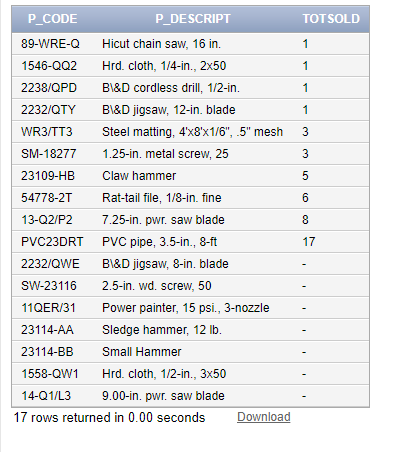 P_CODE P_DESCRIPT TOTSOLD
89-WRE-Q Hicut chain saw, 16 in. 1
1546-QQ2 Hrd. cloth, 1/4-in., 2x50 1
2238/QPD B\&D cordless drill, 1/2-in. 1
2232/QTY B\&D jigsaw, 12-in. blade 1
WR3/TT3 Steel matting, 4'x8'x1/6", .5" mesh 3
SM-18277 1.25-in. metal screw, 25 3
23109-HB Claw hammer 5
54778-2T Rat-tail file, 1/8-in. fine 6
13-Q2/P2 7.25-in. pwr. saw blade 8
PVC23DRT PVC pipe, 3.5-in., 8-ft 17
2232/QWE B\&D jigsaw, 8-in. blade -
SW-23116 2.5-in. wd. screw, 50 -
11QER/31 Power painter, 15 psi., 3-nozzle -
23114-AA Sledge hammer, 12 lb. -
23114-BB Small Hammer -
1558-QW1 Hrd. cloth, 1/2-in., 3x50 -
14-Q1/L3 9.00-in. pwr. saw blade -
17 rows returned in 0.00 seconds Download